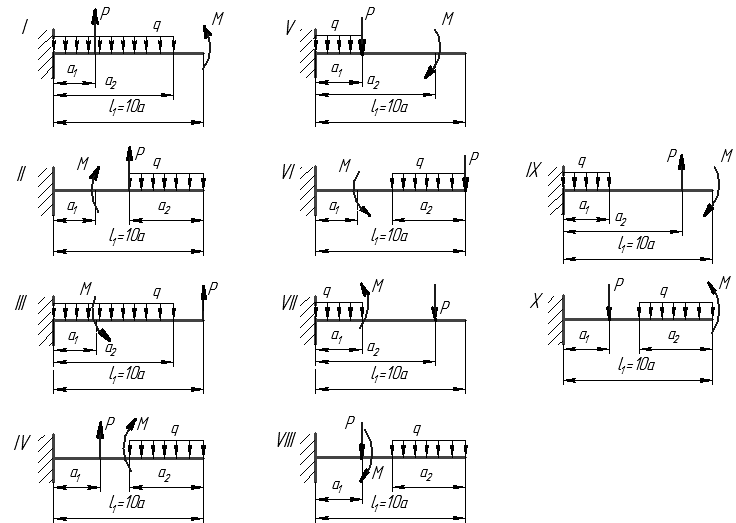 I P q M
a₁ a₂
l₁=10a
V P M
a₁ a₂
l₁=10a
II M P q
a₁ a₂
l₁=10a
VI M q P
a₁ a₂
l₁=10a
IX P M
q
a₁ a₂
l₁=10a
III M q P
a₁ a₂
l₁=10a
VII q M P
a₁ a₂
l₁=10a
X P q M
a₁ a₂
l₁=10a
IV P M q
a₁ a₂
l₁=10a
VIII P M q
a₁ a₂
l₁=10a
q